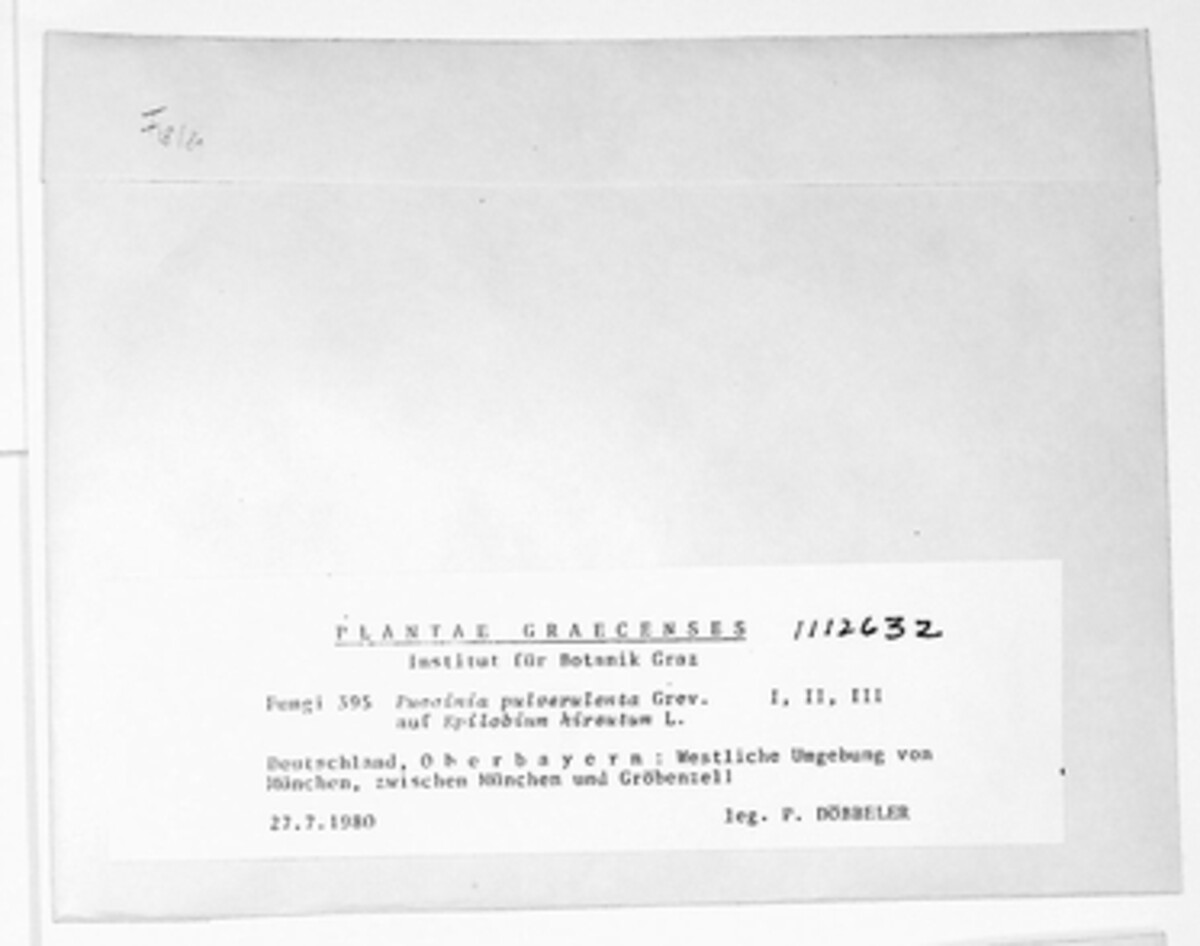 PLANTAE GRAECENSES 1112632
Institut für Botanik Graz
Fungi 395 Puccinia pulverulenta Grev. I, II, III
auf Epilobium hirsutum L.
Deutschland, Oberbayern: Westliche Umgebung von
München, zwischen München und Gröbenzell
27.7.1980 leg. P. DÖBBELER